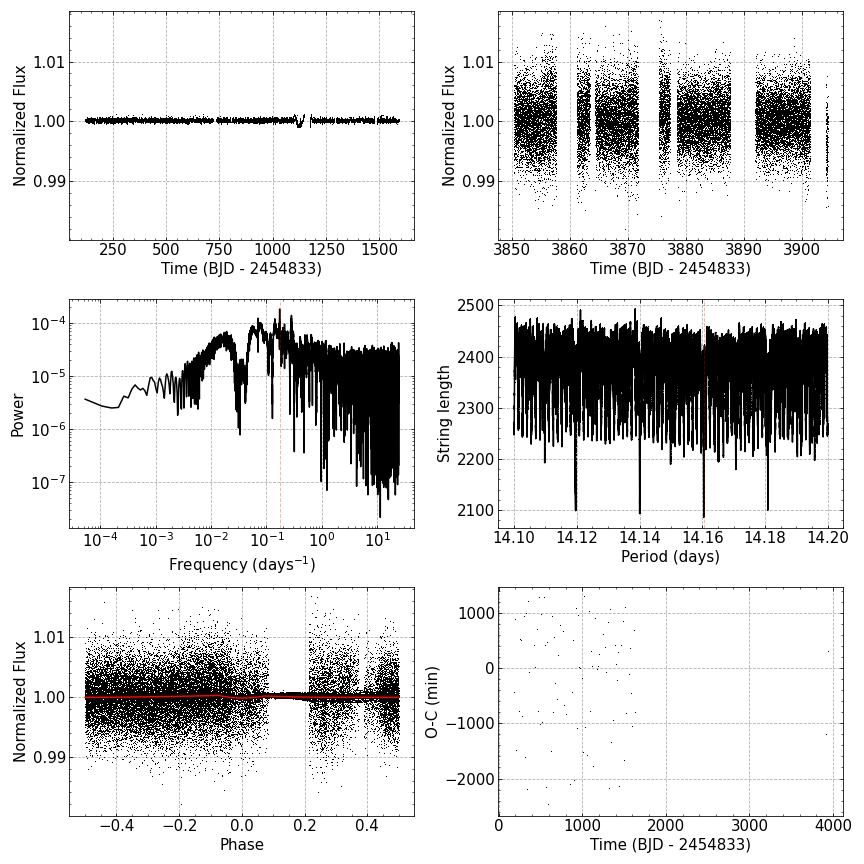 Normalized Flux
1.01
1.00
0.99
250 500 750 1000 1250 1500
Time (BJD - 2454833)
Normalized Flux
1.01
1.00
0.99
3850 3860 3870 3880 3890 3900
Time (BJD - 2454833)
Power
10⁻⁴
10⁻⁵
10⁻⁶
10⁻⁷
10⁻⁴ 10⁻³ 10⁻² 10⁻¹ 10⁰ 10¹
Frequency (days⁻¹)
String length
2500
2400
2300
2200
2100
14.10 14.12 14.14 14.16 14.18 14.20
Period (days)
Normalized Flux
1.01
1.00
0.99
−0.4 −0.2 0.0 0.2 0.4
Phase
O-C (min)
1000
0
−1000
−2000
0 1000 2000 3000 4000
Time (BJD - 2454833)